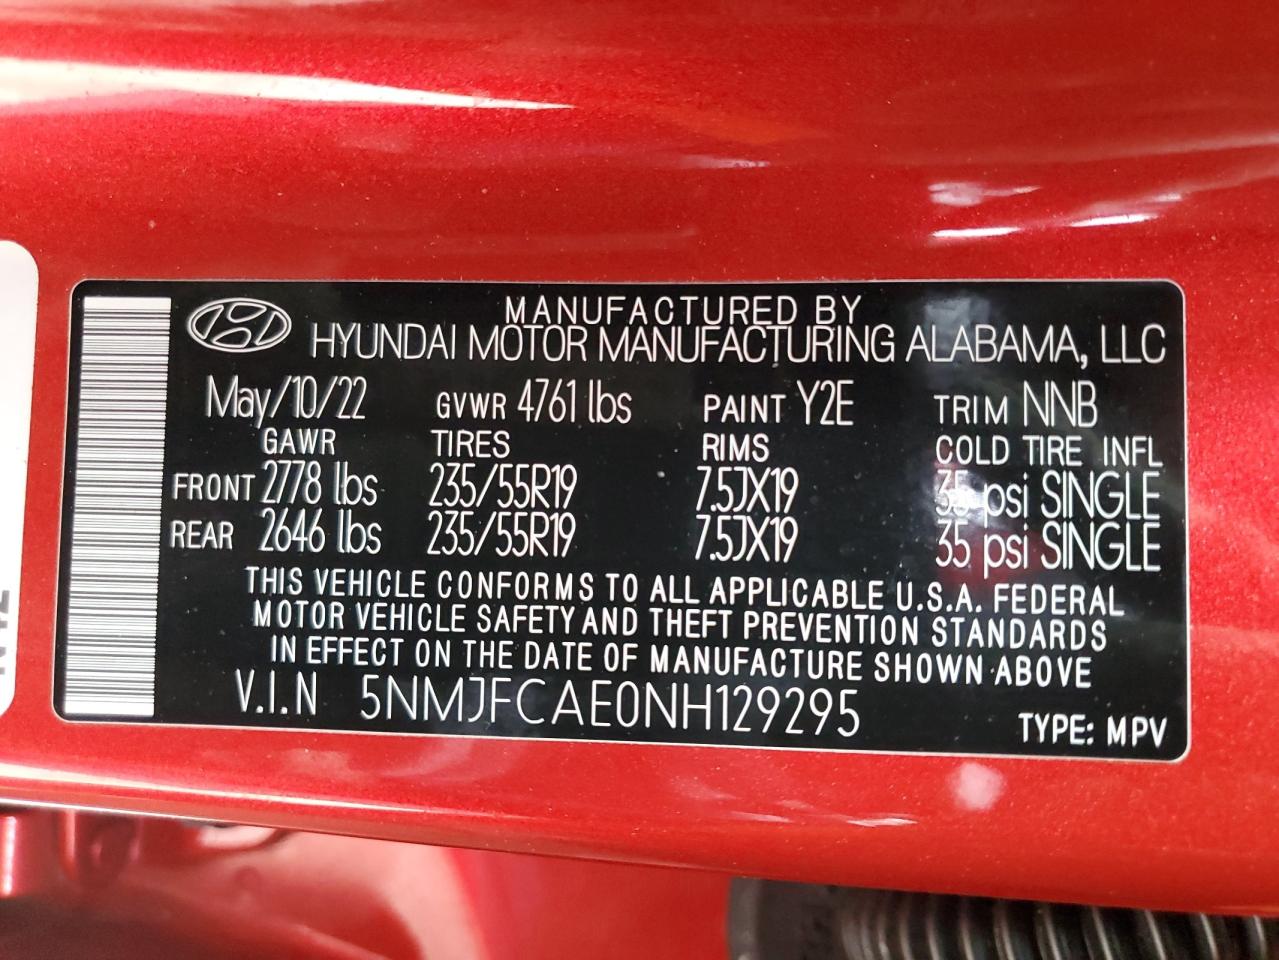 MANUFACTURED BY
HYUNDAI MOTOR MANUFACTURING ALABAMA, LLC
May/10/22 GVWR 4761 lbs PAINT Y2E TRIM NNB
GAWR TIRES RIMS COLD TIRE INFL
FRONT 2778 lbs 235/55R19 7.5JX19 35 psi SINGLE
REAR 2646 lbs 235/55R19 7.5JX19 35 psi SINGLE
THIS VEHICLE CONFORMS TO ALL APPLICABLE U.S.A. FEDERAL
MOTOR VEHICLE SAFETY AND THEFT PREVENTION STANDARDS
IN EFFECT ON THE DATE OF MANUFACTURE SHOWN ABOVE
V.I.N 5NMJFCAE0NH129295
TYPE: MPV